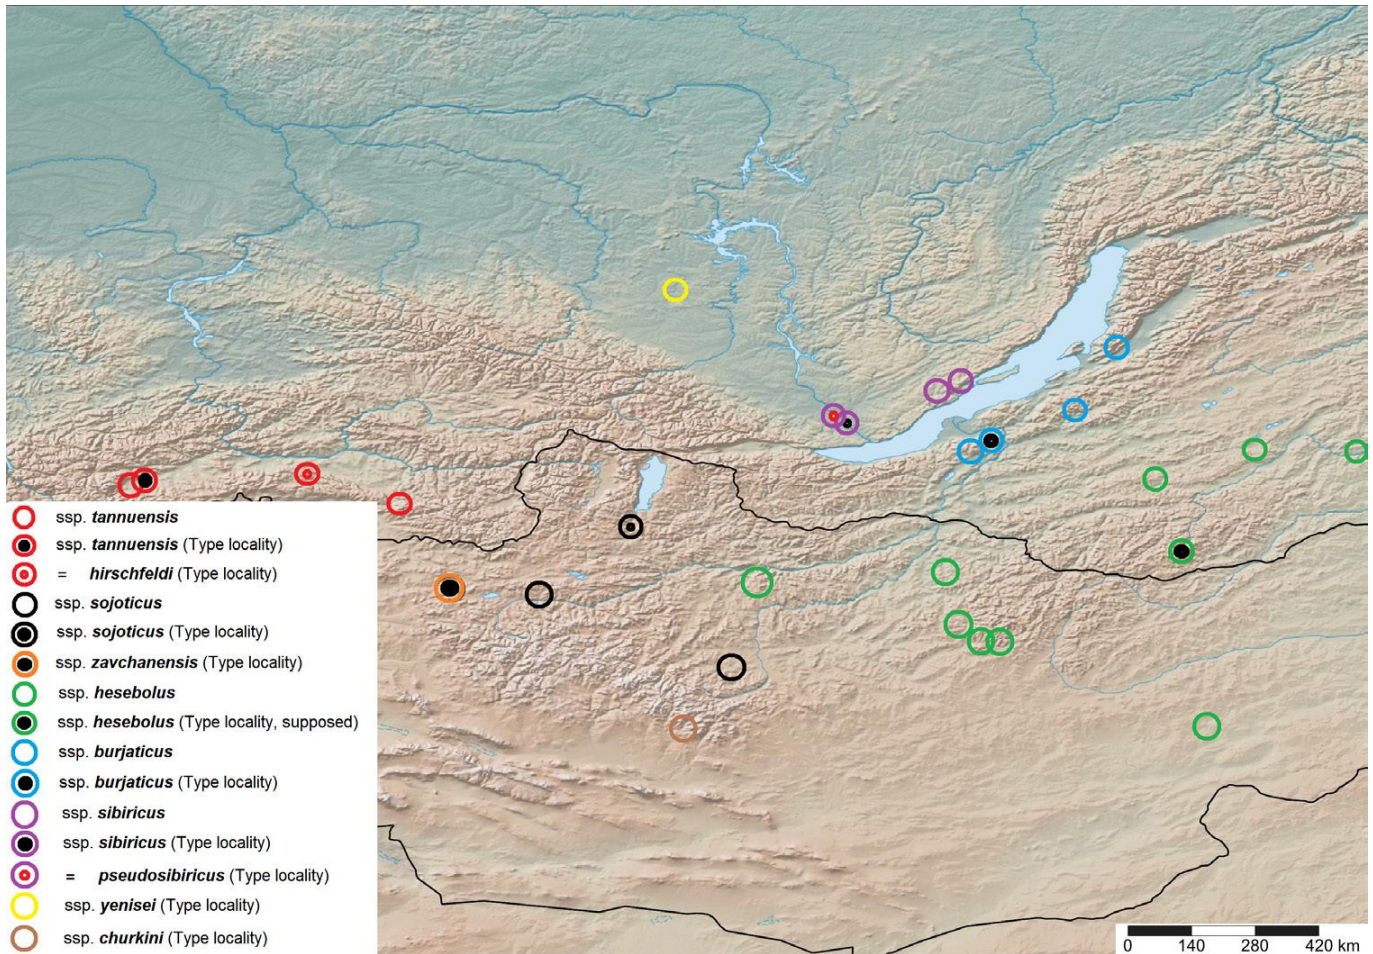 ssp. tannuensis
ssp. tannuensis (Type locality)
= hirschfeldi (Type locality)
ssp. sojoticus
ssp. sojoticus (Type locality)
ssp. zavchanensis (Type locality)
ssp. hesebolus
ssp. hesebolus (Type locality, supposed)
ssp. burjaticus
ssp. burjaticus (Type locality)
ssp. sibiricus
ssp. sibiricus (Type locality)
= pseudosibiricus (Type locality)
ssp. yenisei (Type locality)
ssp. churkini (Type locality)
0 140 280 420 km